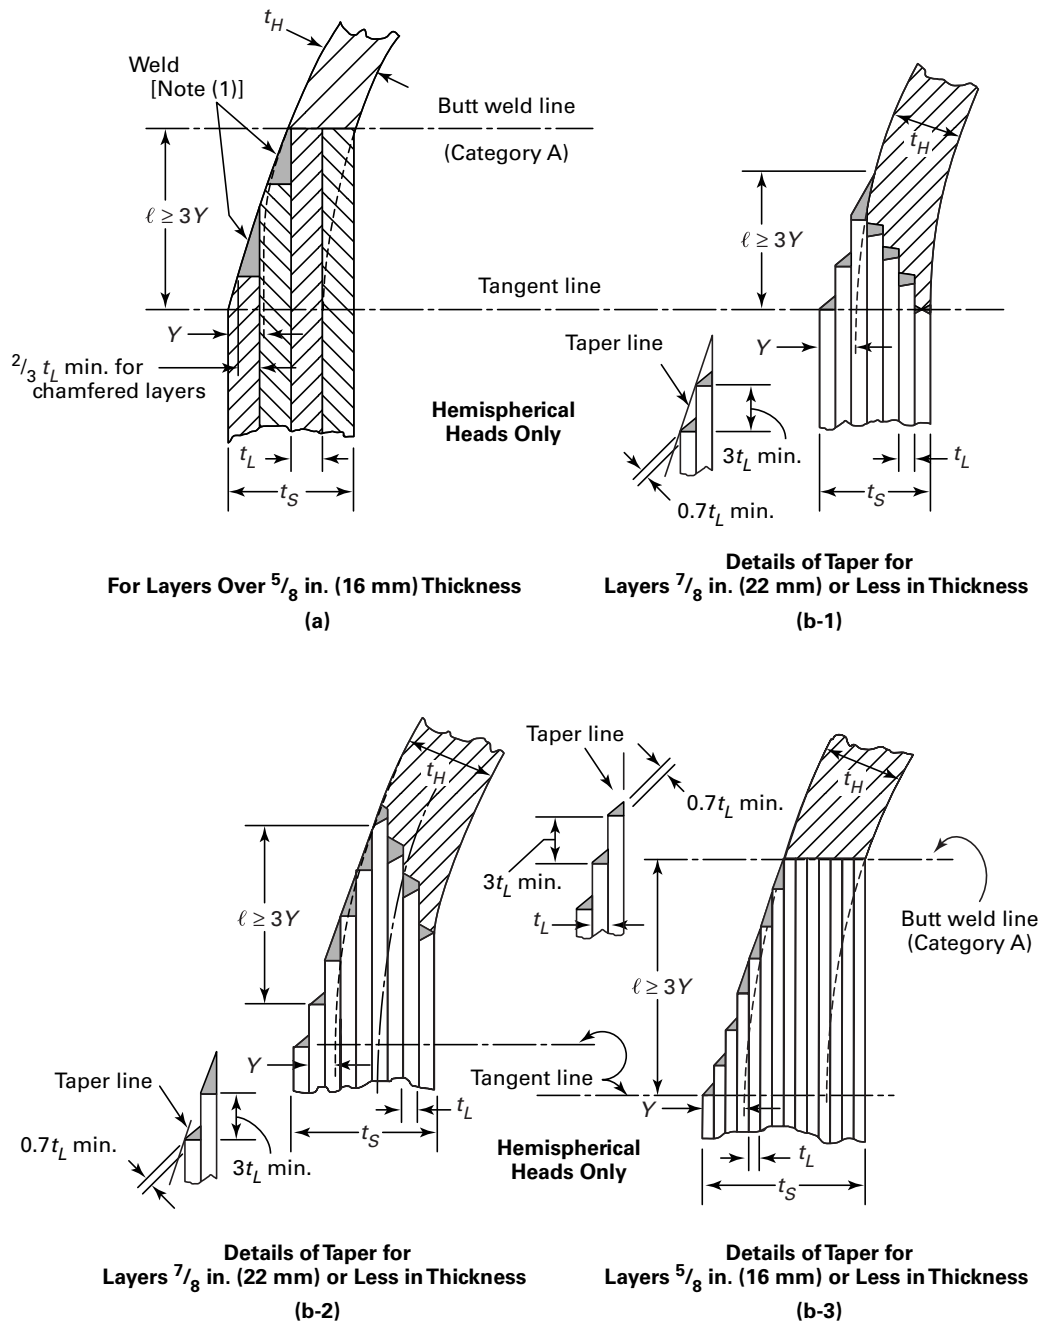 t_H
Weld
[Note (1)]
Butt weld line
(Category A)
ℓ ≥ 3Y
Tangent line
Y
2/3 t_L min. for
chamfered layers
t_L
t_S
Hemispherical
Heads Only
t_H
ℓ ≥ 3Y
Taper line
Y
3t_L min.
0.7t_L min.
t_L
t_S
For Layers Over 5/8 in. (16 mm) Thickness
(a)
Details of Taper for
Layers 7/8 in. (22 mm) or Less in Thickness
(b-1)
t_H
ℓ ≥ 3Y
Y
Taper line
0.7t_L min.
3t_L min.
t_L
t_S
Tangent line
Hemispherical
Heads Only
Taper line
0.7t_L min.
3t_L min.
t_L
t_H
ℓ ≥ 3Y
Butt weld line
(Category A)
Y
t_L
t_S
Details of Taper for
Layers 7/8 in. (22 mm) or Less in Thickness
(b-2)
Details of Taper for
Layers 5/8 in. (16 mm) or Less in Thickness
(b-3)